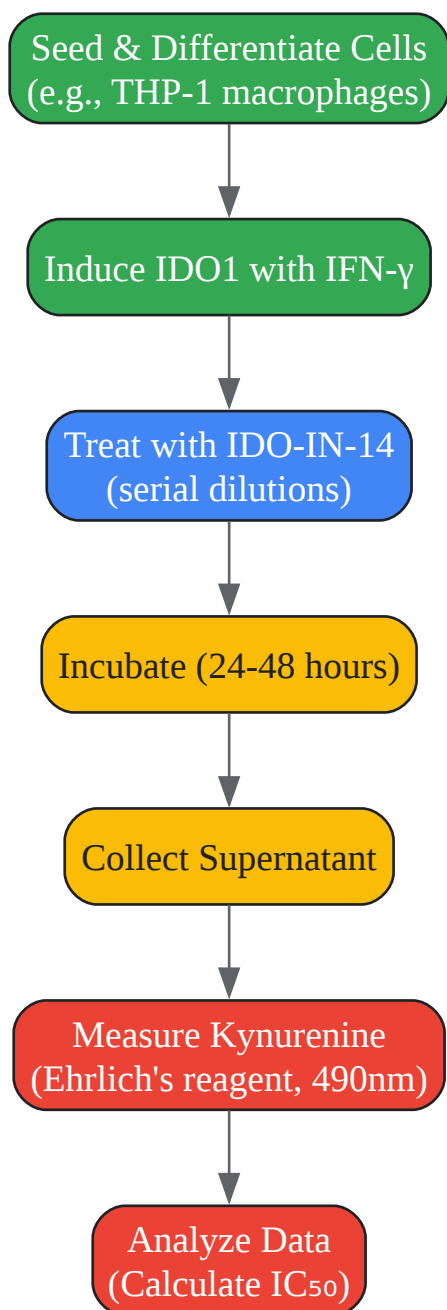 Seed & Differentiate Cells
(e.g., THP-1 macrophages)
Induce IDO1 with IFN-γ
Treat with IDO-IN-14
(serial dilutions)
Incubate (24-48 hours)
Collect Supernatant
Measure Kynurenine
(Ehrlich's reagent, 490nm)
Analyze Data
(Calculate IC₅₀)